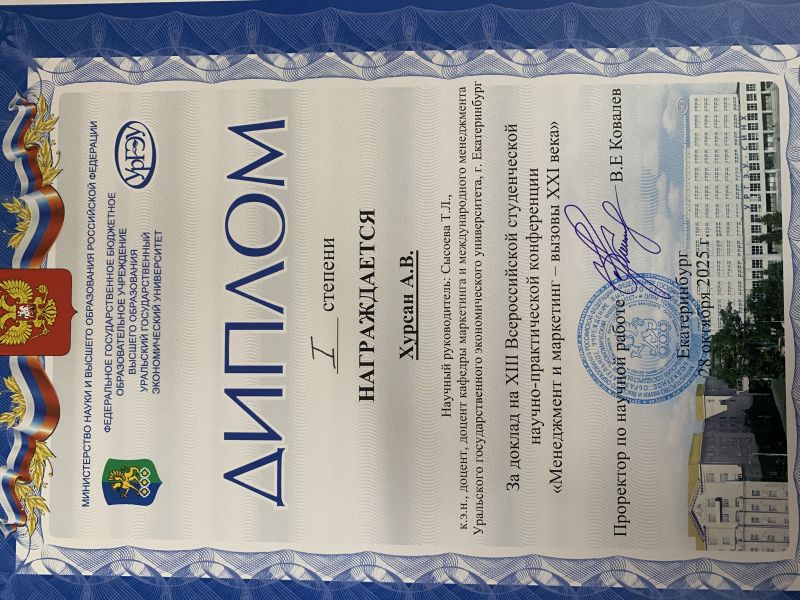 МИНИСТЕРСТВО НАУКИ И ВЫСШЕГО ОБРАЗОВАНИЯ РОССИЙСКОЙ ФЕДЕРАЦИИ
ФЕДЕРАЛЬНОЕ ГОСУДАРСТВЕННОЕ БЮДЖЕТНОЕ
ОБРАЗОВАТЕЛЬНОЕ УЧРЕЖДЕНИЕ
ВЫСШЕГО ОБРАЗОВАНИЯ
УРАЛЬСКИЙ ГОСУДАРСТВЕННЫЙ
ЭКОНОМИЧЕСКИЙ УНИВЕРСИТЕТ
УрГЭУ
ДИПЛОМ
I степени
НАГРАЖДАЕТСЯ
Хурсан А.В.
Научный руководитель: Сысоева Т.Л.,
к.э.н., доцент, доцент кафедры маркетинга и международного менеджмента
Уральского государственного экономического университета, г. Екатеринбург
За доклад на XIII Всероссийской студенческой
научно-практической конференции
«Менеджмент и маркетинг – вызовы XXI века»
Проректор по научной работе В.Е Ковалев
Екатеринбург
28 октября 2025 г.
УРГЭУ-СИНХ